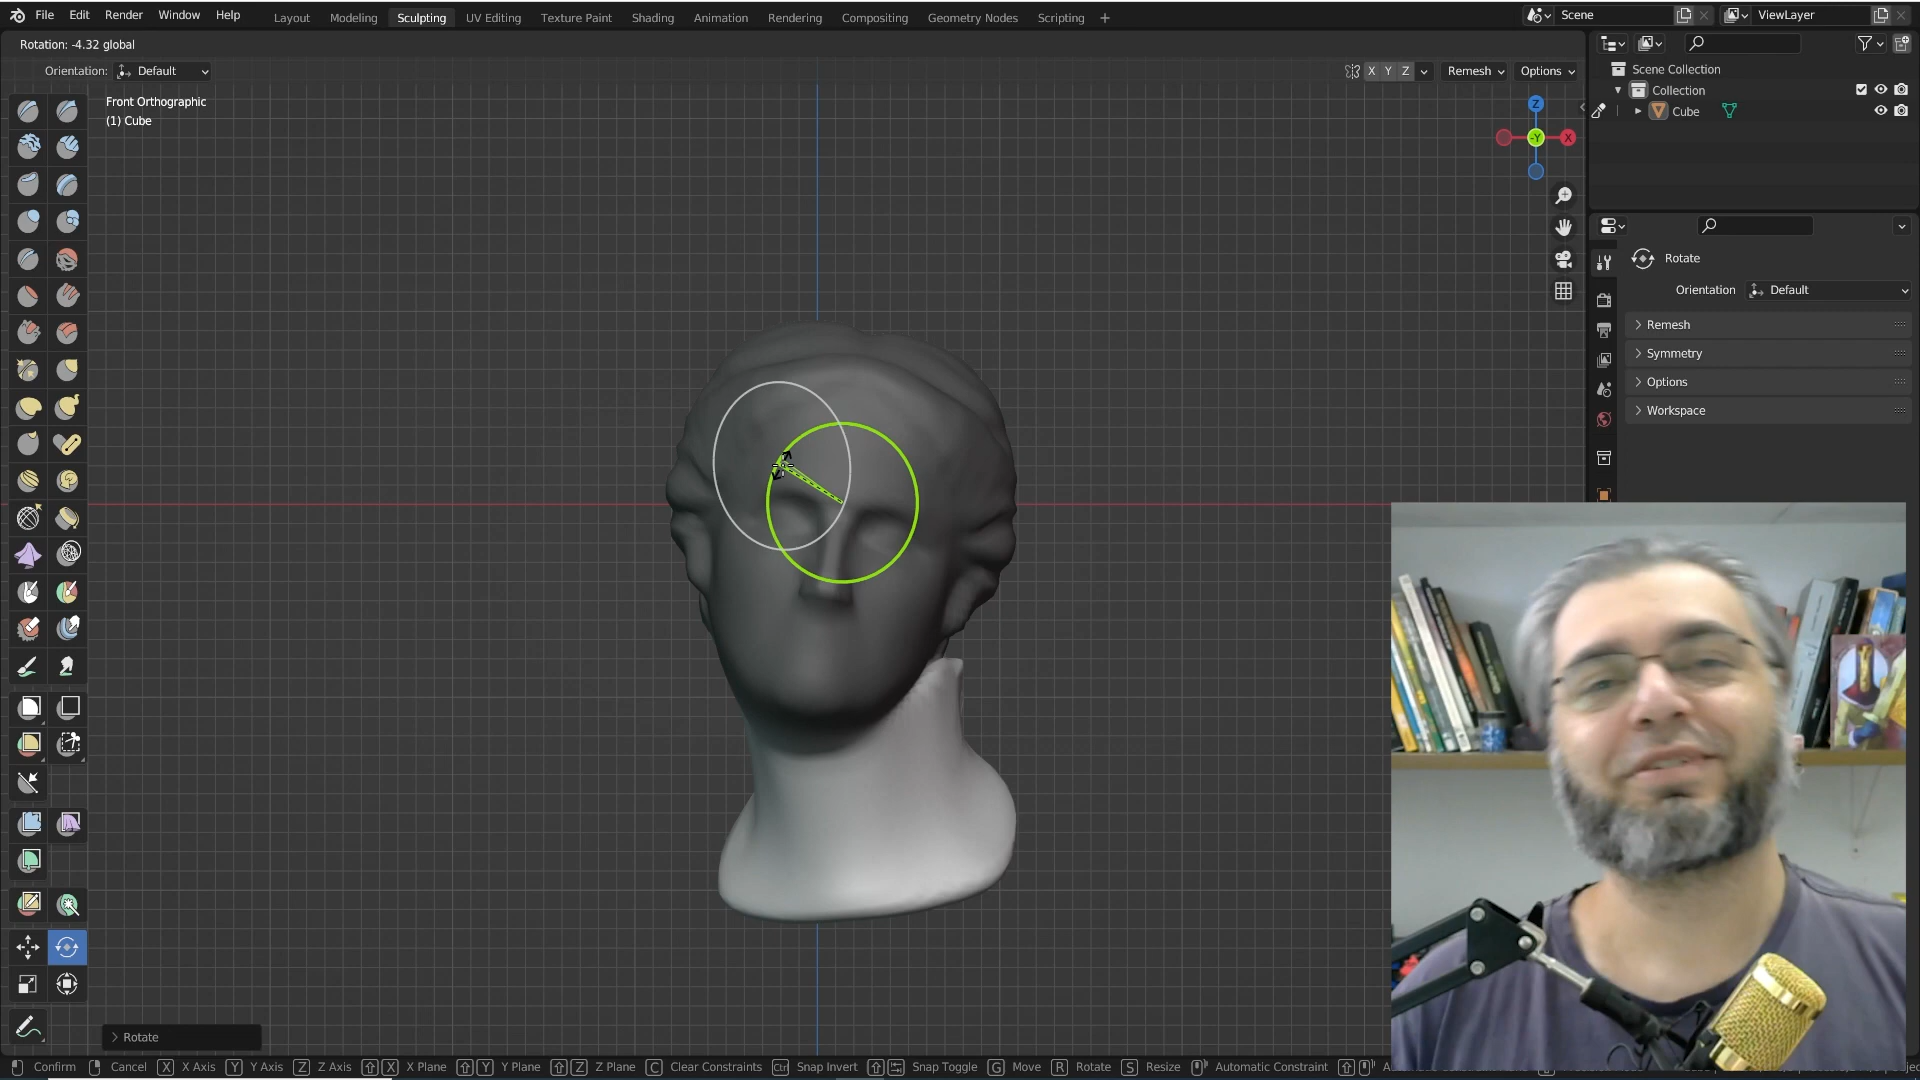 File Edit Render Window Help Layout Modeling Sculpting UV Editing Texture Paint Shading Animation Rendering Compositing Geometry Nodes Scripting + Scene ViewLayer
Rotation: -4.32 global
Orientation: Default X Y Z Remesh Options
Front Orthographic
(1) Cube
Z
-Y X
Scene Collection
Collection
Cube
Rotate
Orientation Default
Remesh
Symmetry
Options
Workspace
Rotate
Confirm Cancel X X Axis Y Y Axis Z Z Axis X X Plane Y Y Plane Z Z Plane C Clear Constraints Ctrl Snap Invert Snap Toggle G Move R Rotate S Resize Automatic Constraint